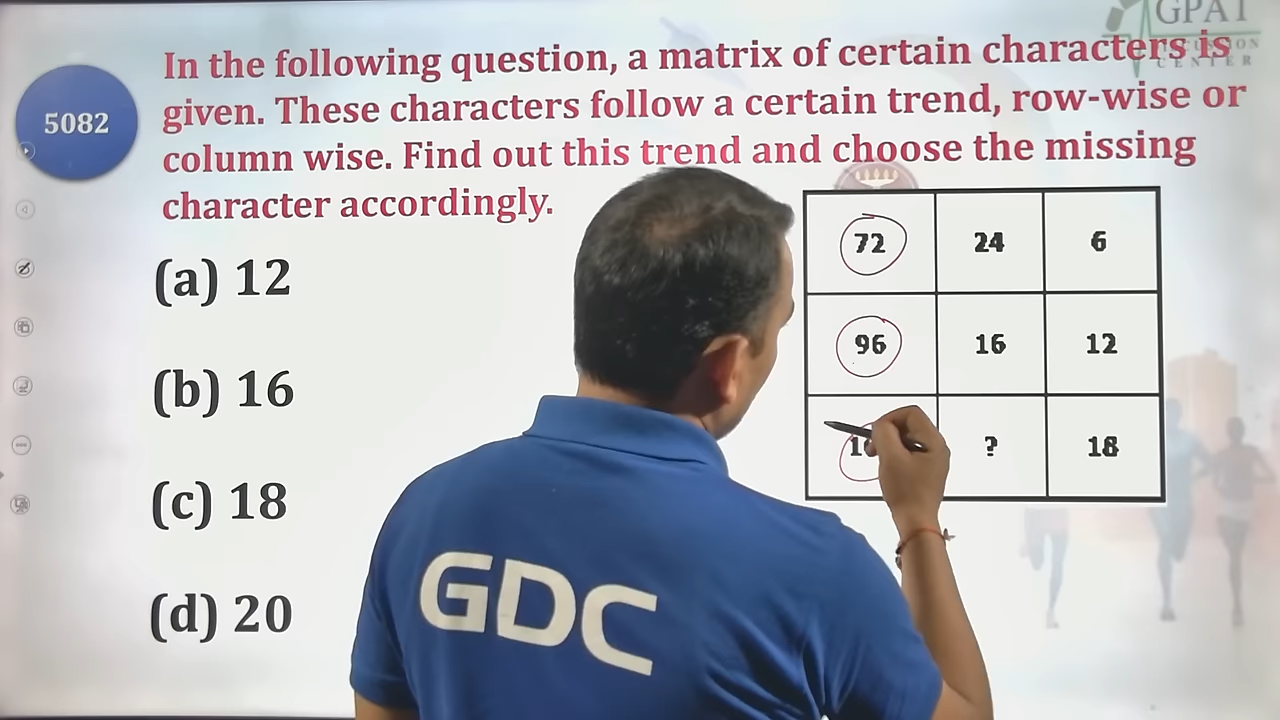 GPAT
CENTER
5082
In the following question, a matrix of certain characters is
given. These characters follow a certain trend, row-wise or
column wise. Find out this trend and choose the missing
character accordingly.
(a) 12
(b) 16
(c) 18
(d) 20
72 24 6
96 16 12
? 18
GDC